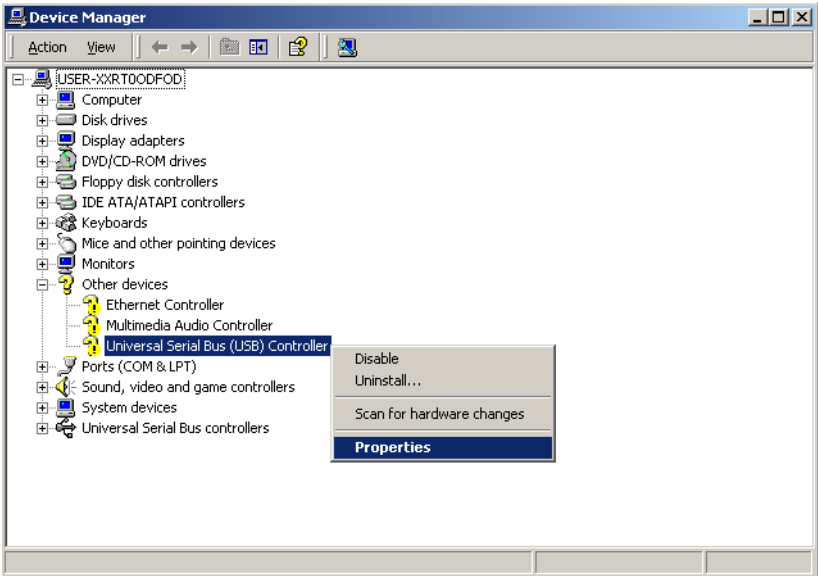 Device Manager
Action View
USER-XXRT0ODFOD
Computer
Disk drives
Display adapters
DVD/CD-ROM drives
Floppy disk controllers
IDE ATA/ATAPI controllers
Keyboards
Mice and other pointing devices
Monitors
Other devices
Ethernet Controller
Multimedia Audio Controller
Universal Serial Bus (USB) Controller
Ports (COM & LPT)
Sound, video and game controllers
System devices
Universal Serial Bus controllers
Disable
Uninstall...
Scan for hardware changes
Properties